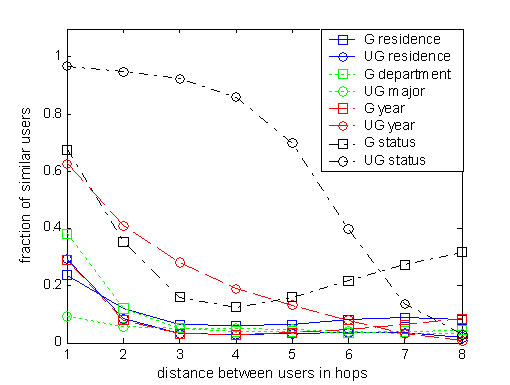 G residence
UG residence
G department
UG major
G year
UG year
G status
UG status
1
0.8
0.6
0.4
0.2
0
fraction of similar users
1 2 3 4 5 6 7 8
distance between users in hops